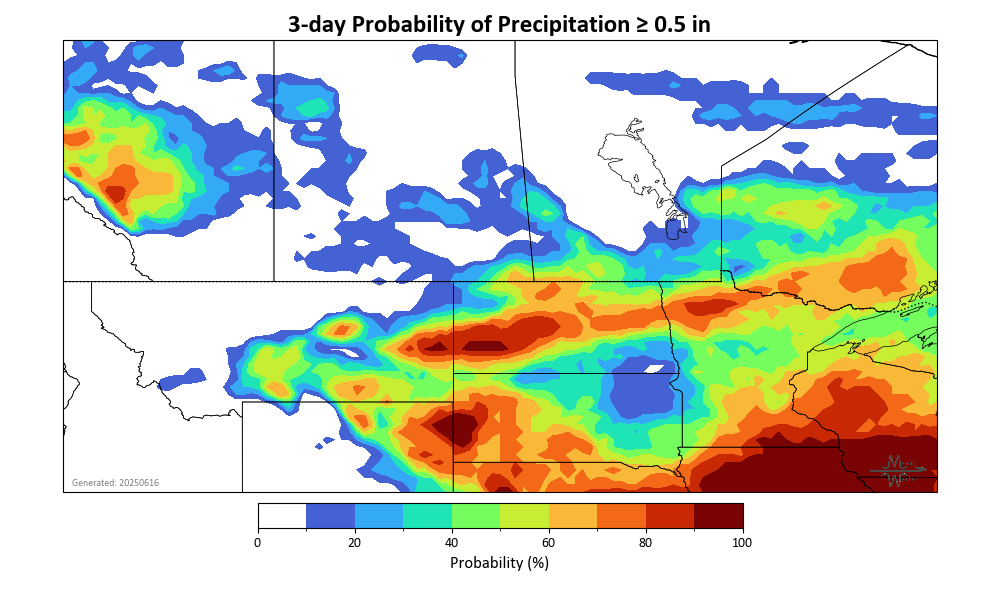 3-day Probability of Precipitation ≥ 0.5 in
Generated: 20250616
0 20 40 60 80 100
Probability (%)